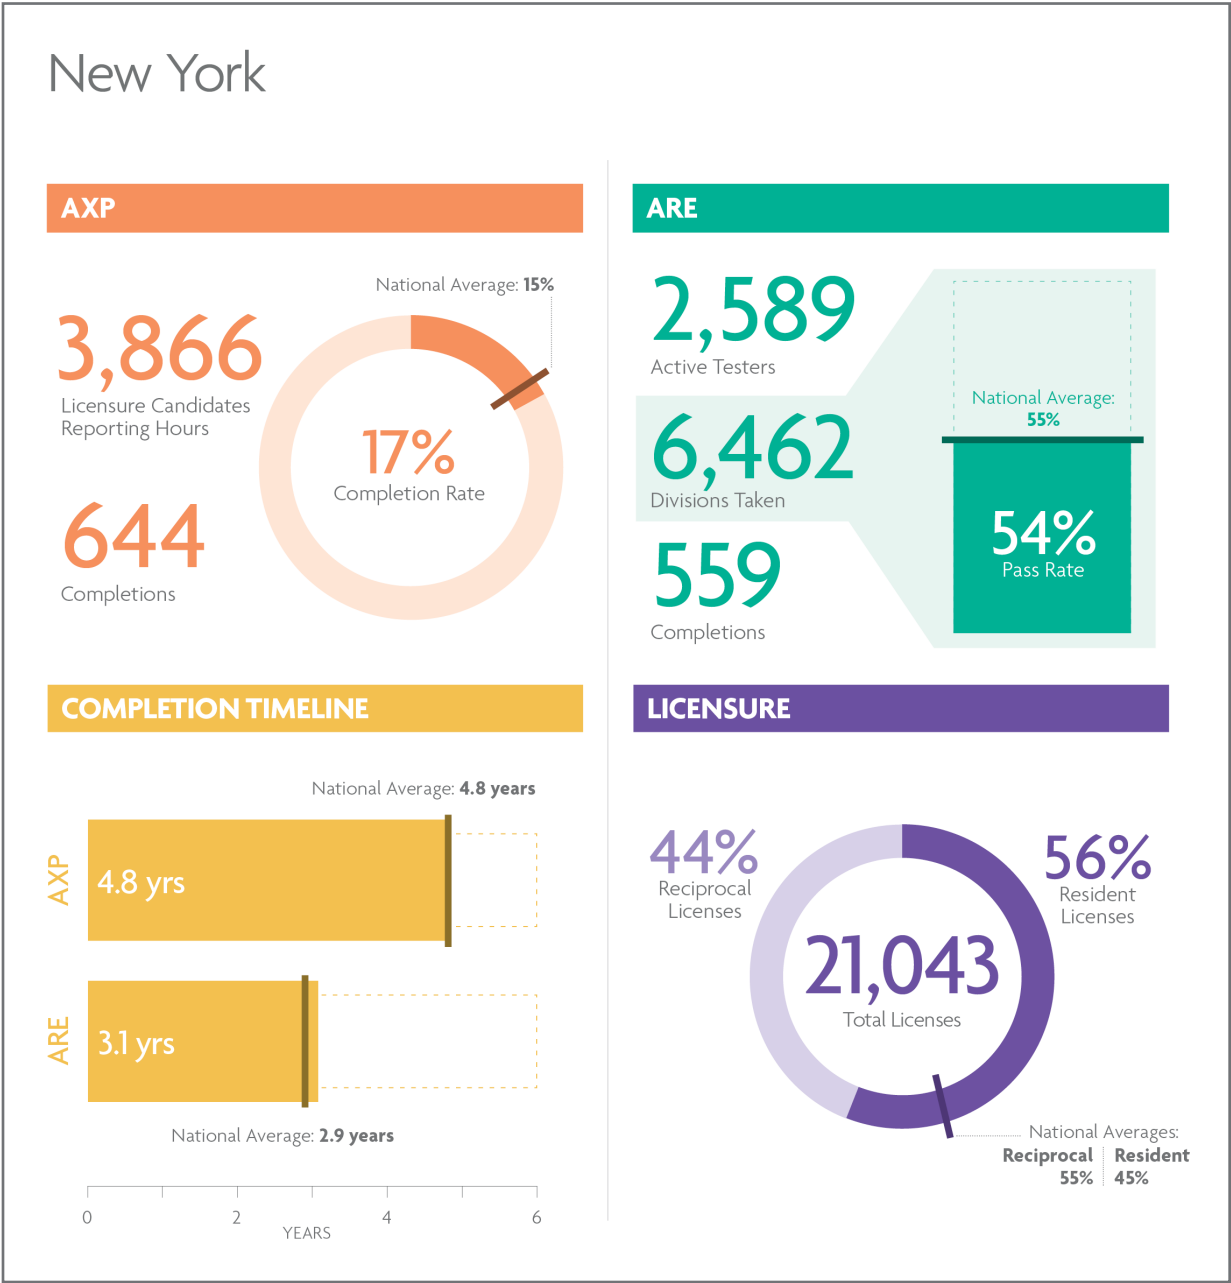 New York
AXP
National Average: 15%
3,866
Licensure Candidates
Reporting Hours
17%
Completion Rate
644
Completions
ARE
2,589
Active Testers
6,462
Divisions Taken
559
Completions
National Average:
55%
54%
Pass Rate
COMPLETION TIMELINE
National Average: 4.8 years
AXP
4.8 yrs
ARE
3.1 yrs
National Average: 2.9 years
0 2 4 6
YEARS
LICENSURE
44%
Reciprocal
Licenses
56%
Resident
Licenses
21,043
Total Licenses
National Averages:
Reciprocal Resident
55% 45%